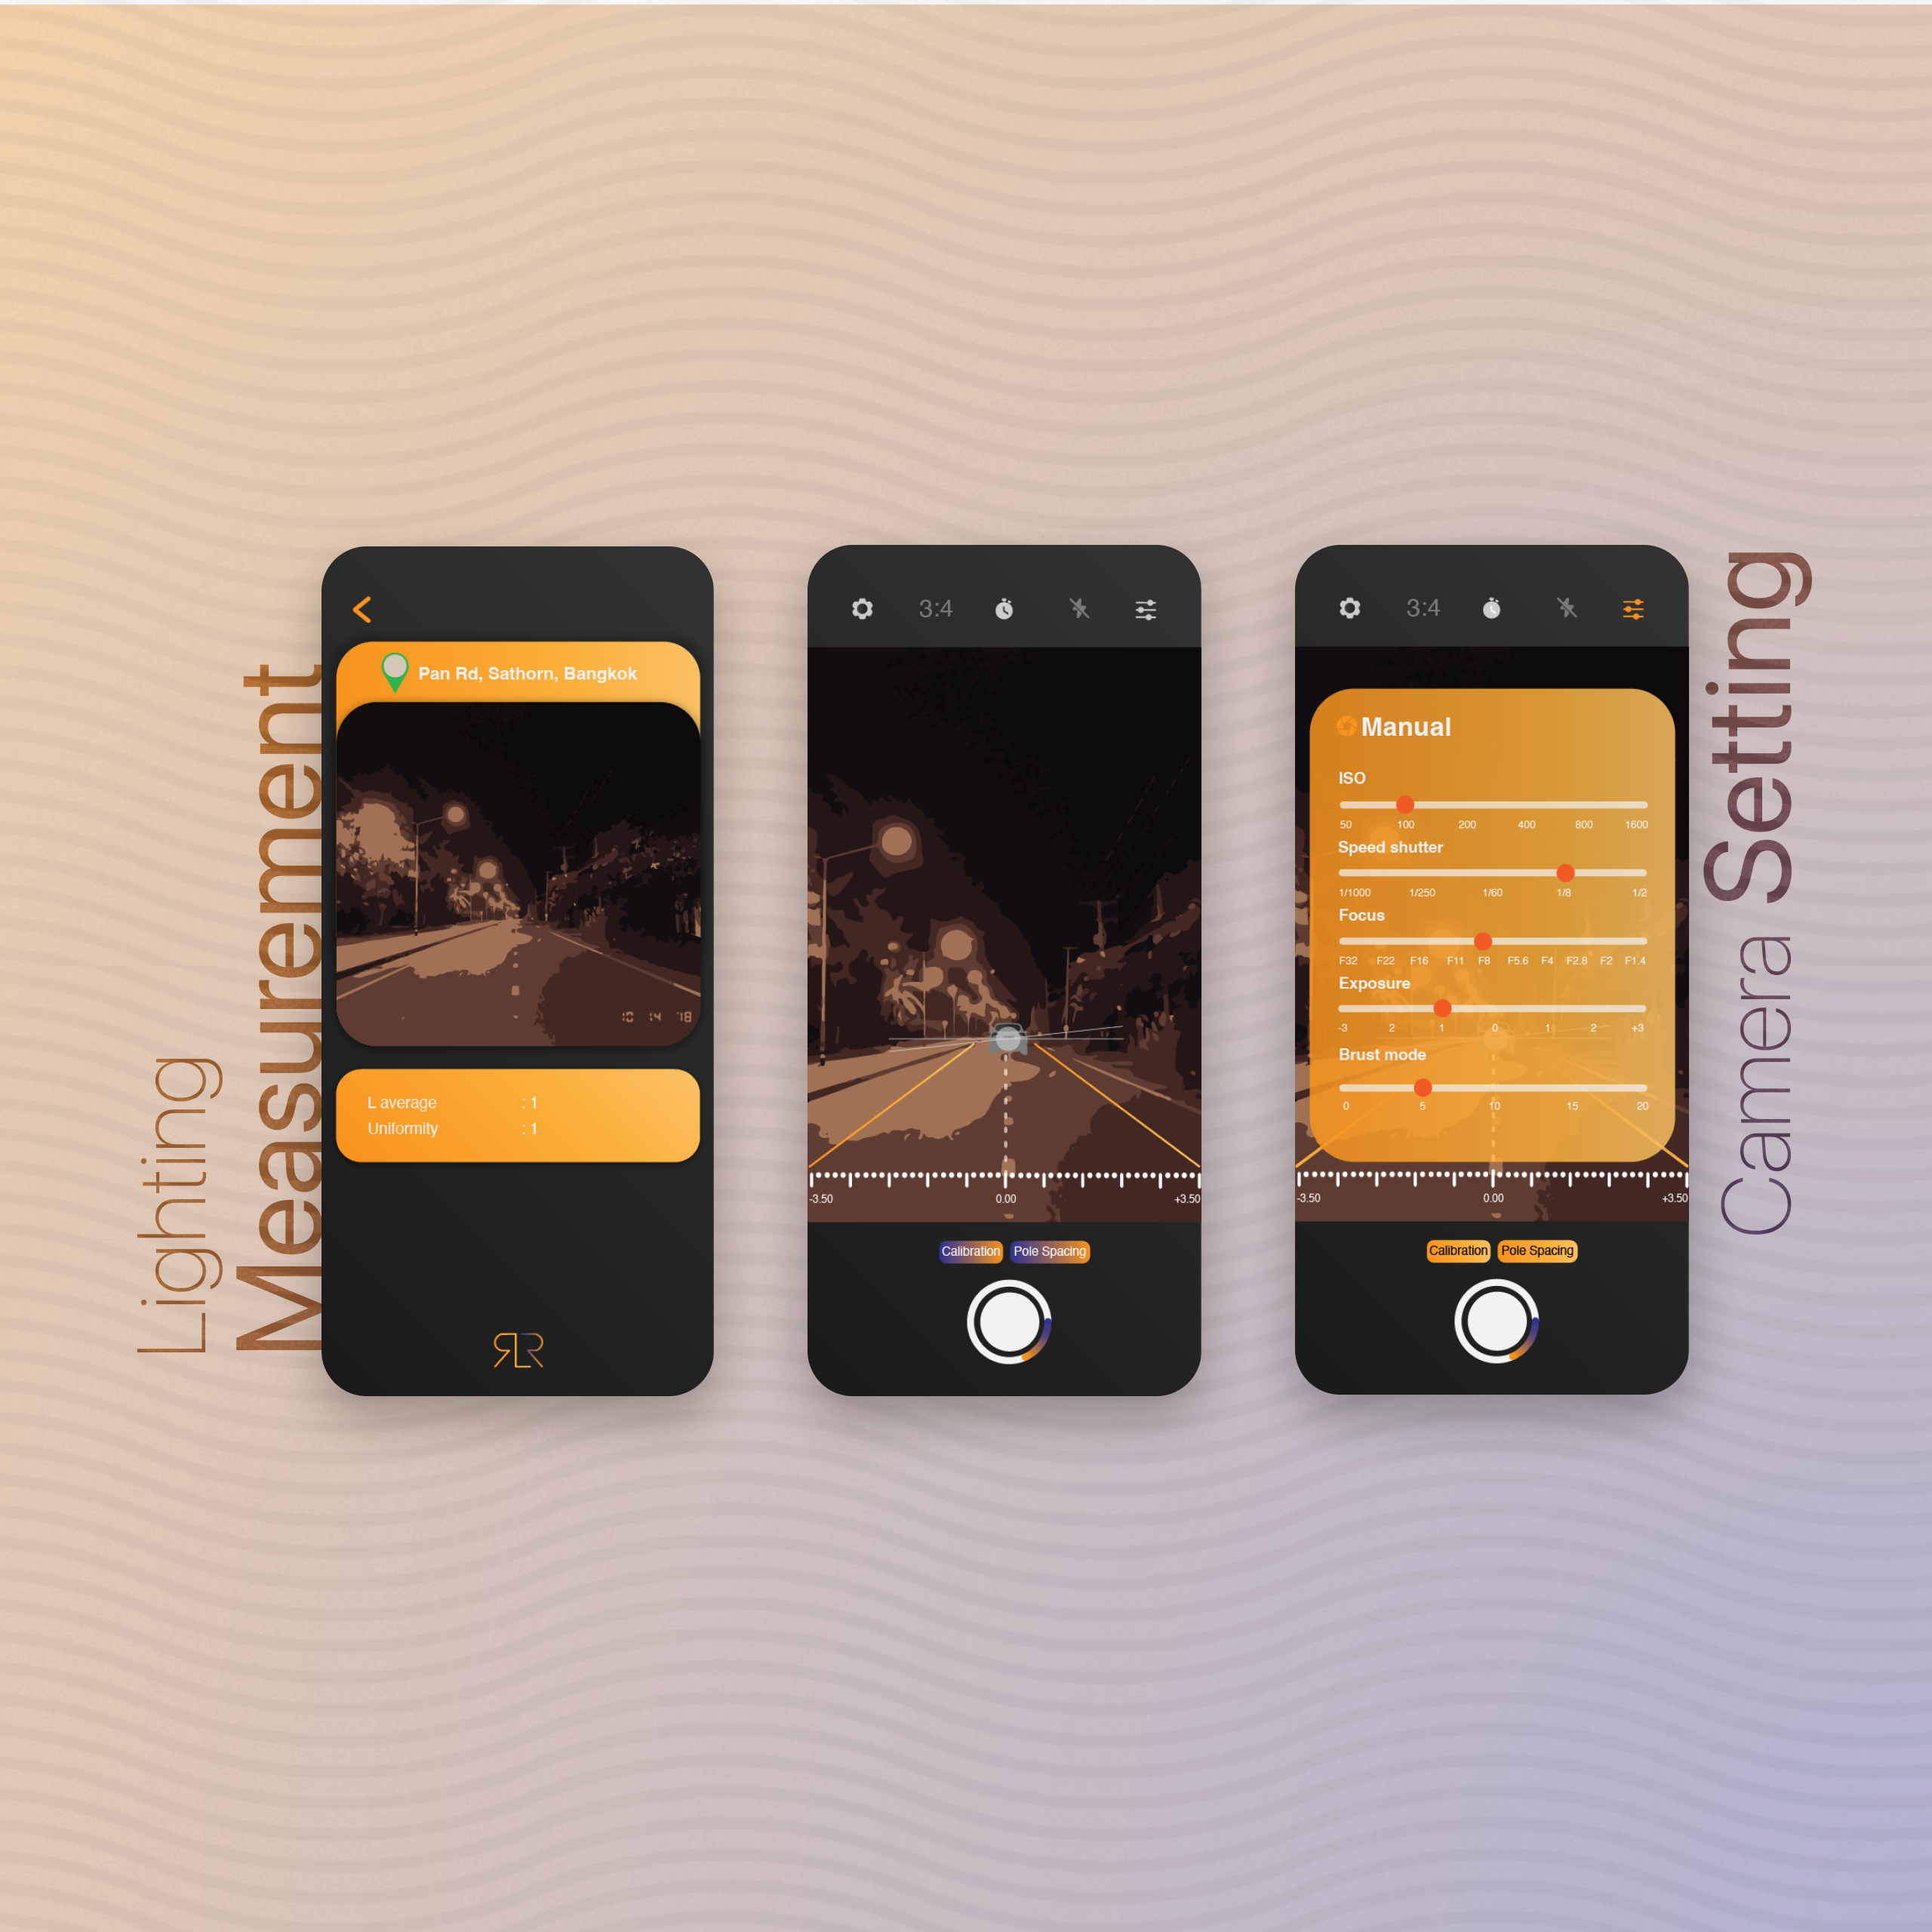 Lighting
Measurement
Pan Rd, Sathorn, Bangkok
10 14 '18
L average : 1
Uniformity : 1
RLR
3:4
-3.50 0.00 +3.50
Calibration Pole Spacing
3:4
Manual
ISO
50 100 200 400 800 1600
Speed shutter
1/1000 1/250 1/60 1/8 1/2
Focus
F32 F22 F16 F11 F8 F5.6 F4 F2.8 F2 F1.4
Exposure
-3 2 1 0 1 2 +3
Brust mode
0 5 10 15 20
-3.50 0.00 +3.50
Calibration Pole Spacing
Camera Setting